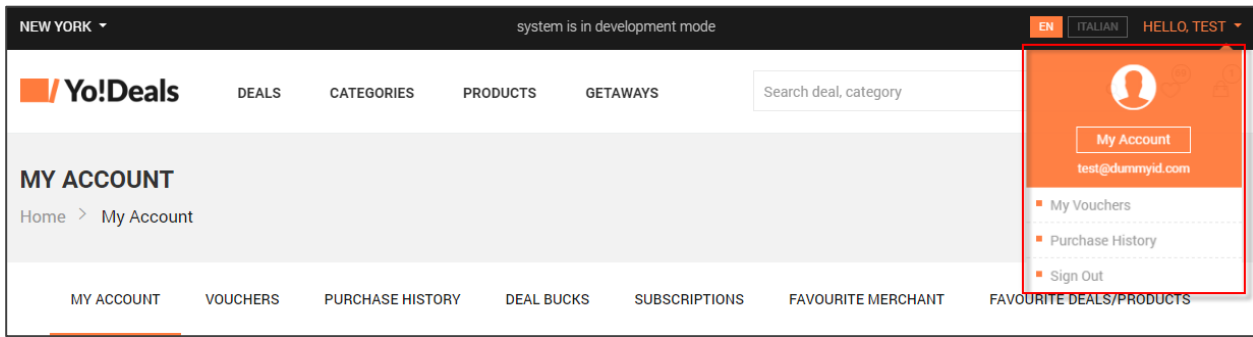 NEW YORK system is in development mode EN ITALIAN HELLO, TEST
Yo!Deals DEALS CATEGORIES PRODUCTS GETAWAYS Search deal, category
My Account
test@dummyid.com
MY ACCOUNT
Home > My Account
My Vouchers
Purchase History
Sign Out
MY ACCOUNT VOUCHERS PURCHASE HISTORY DEAL BUCKS SUBSCRIPTIONS FAVOURITE MERCHANT FAVOURITE DEALS/PRODUCTS